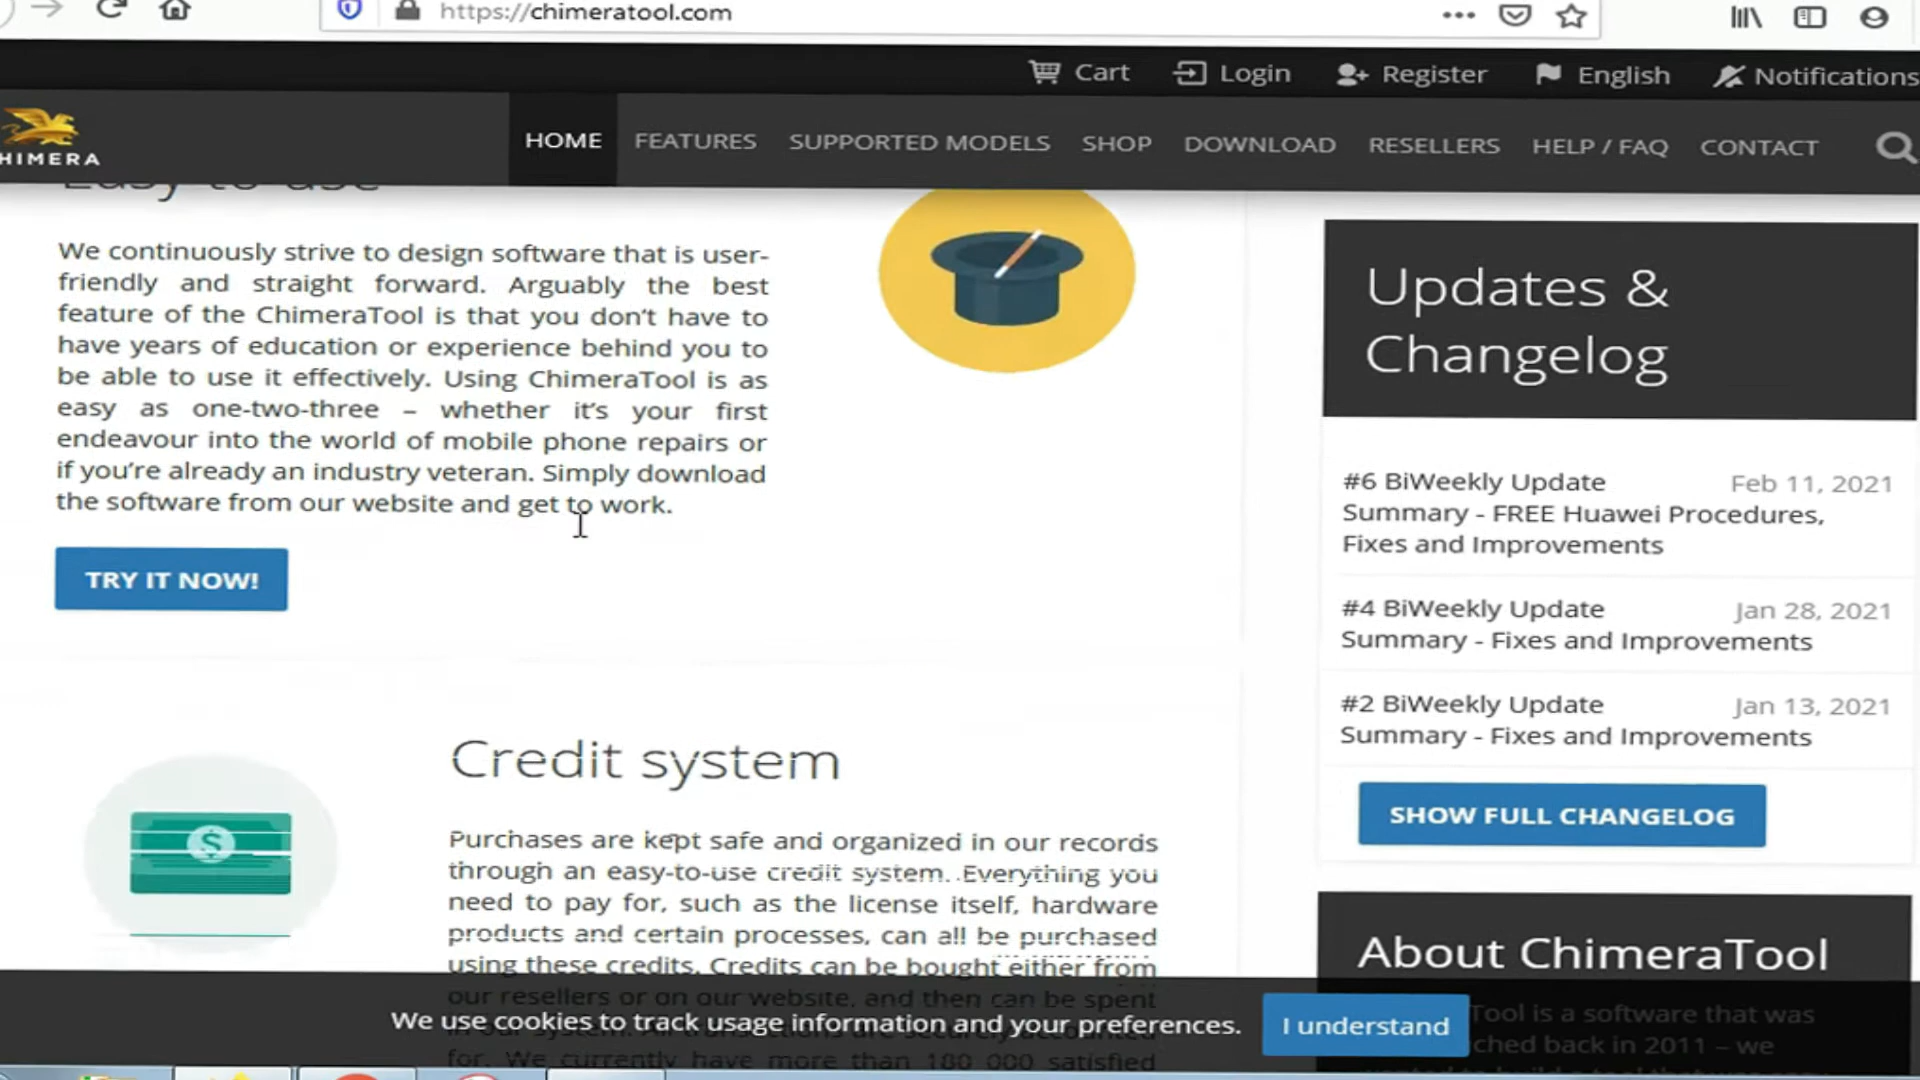 https://chimeratool.com
Cart Login Register English Notifications
HIMERA
HOME FEATURES SUPPORTED MODELS SHOP DOWNLOAD RESELLERS HELP / FAQ CONTACT
Easy to use
We continuously strive to design software that is user-
friendly and straight forward. Arguably the best
feature of the ChimeraTool is that you don't have to
have years of education or experience behind you to
be able to use it effectively. Using ChimeraTool is as
easy as one-two-three – whether it's your first
endeavour into the world of mobile phone repairs or
if you're already an industry veteran. Simply download
the software from our website and get to work.
TRY IT NOW!
Credit system
Purchases are kept safe and organized in our records
through an easy-to-use credit system. Everything you
need to pay for, such as the license itself, hardware
products and certain processes, can all be purchased
using these credits. Credits can be bought either from
our resellers or on our website, and then can be spent
for. We currently have more than 180 000 satisfied
Updates &
Changelog
#6 BiWeekly Update Feb 11, 2021
Summary - FREE Huawei Procedures,
Fixes and Improvements
#4 BiWeekly Update Jan 28, 2021
Summary - Fixes and Improvements
#2 BiWeekly Update Jan 13, 2021
Summary - Fixes and Improvements
SHOW FULL CHANGELOG
About ChimeraTool
Tool is a software that was
ched back in 2011 – we
We use cookies to track usage information and your preferences. I understand